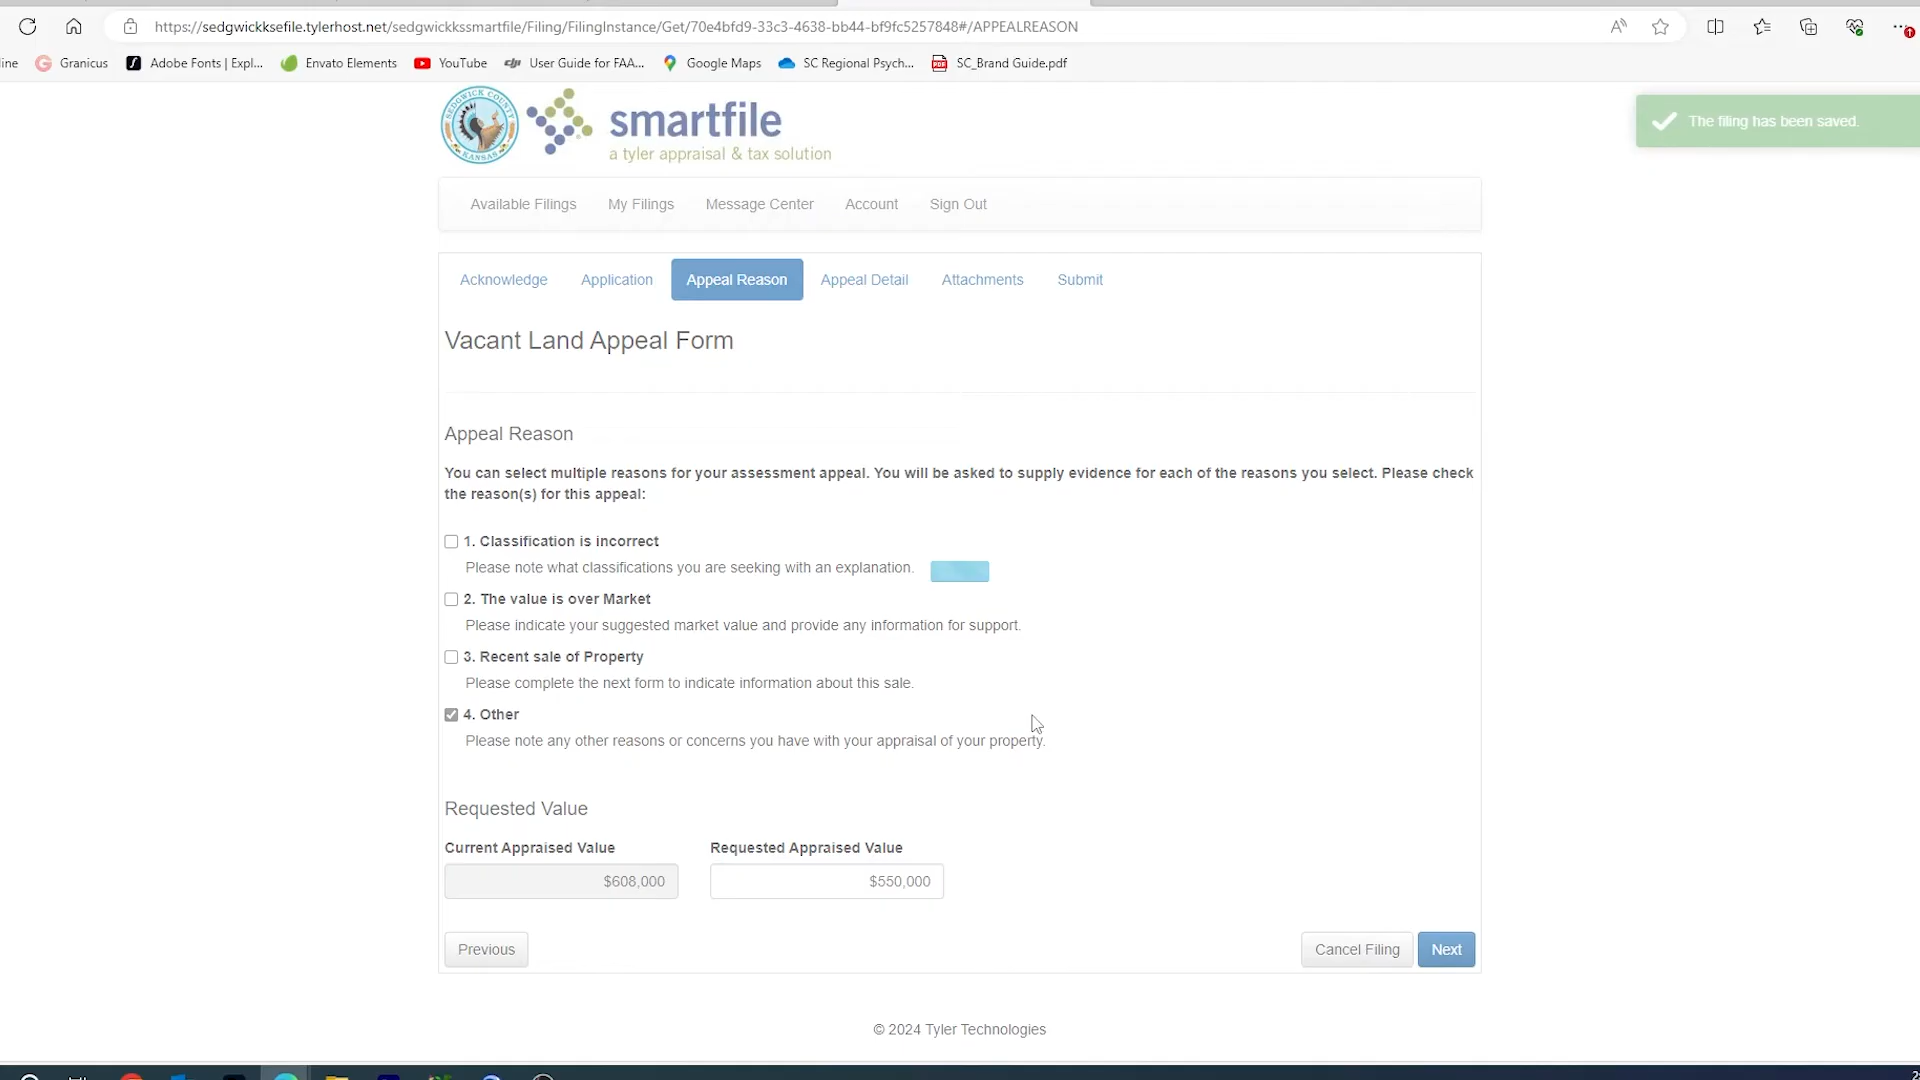 https://sedgwickksefile.tylerhost.net/sedgwickkssmartfile/Filing/FilingInstance/Get/70e4bfd9-33c3-4638-bb44-bf9fc5257848#/APPEALREASON
ine Granicus Adobe Fonts | Expl... Envato Elements YouTube User Guide for FAA... Google Maps SC Regional Psych... SC_Brand Guide.pdf
SEDGWICK COUNTY
KANSAS
smartfile
a tyler appraisal & tax solution
The filing has been saved.
Available Filings My Filings Message Center Account Sign Out
Acknowledge Application Appeal Reason Appeal Detail Attachments Submit
Vacant Land Appeal Form
Appeal Reason
You can select multiple reasons for your assessment appeal. You will be asked to supply evidence for each of the reasons you select. Please check
the reason(s) for this appeal:
1. Classification is incorrect
Please note what classifications you are seeking with an explanation.
2. The value is over Market
Please indicate your suggested market value and provide any information for support.
3. Recent sale of Property
Please complete the next form to indicate information about this sale.
4. Other
Please note any other reasons or concerns you have with your appraisal of your property.
Requested Value
Current Appraised Value Requested Appraised Value
$608,000 $550,000
Previous Cancel Filing Next
© 2024 Tyler Technologies